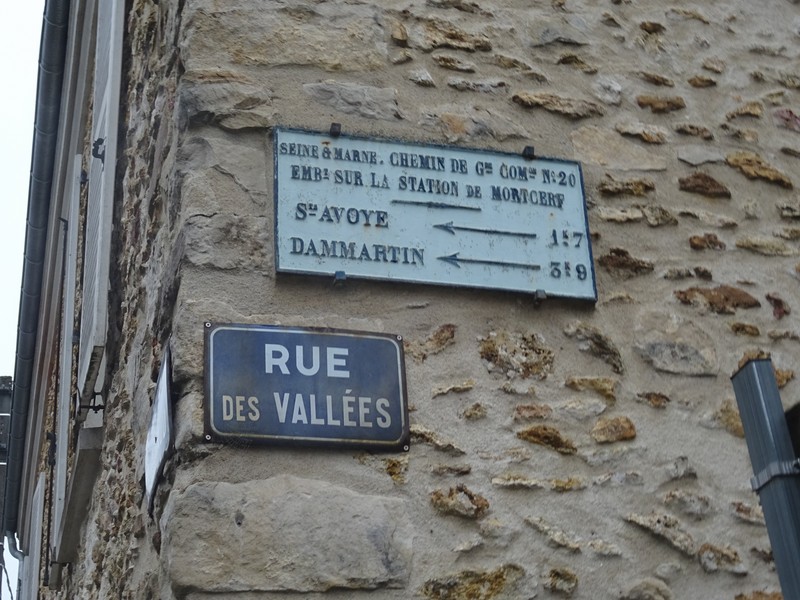 SEINE & MARNE. CHEMIN DE Gᴰᴱ COMᴼᴺ Nᵒ 20
EMBᵗ SUR LA STATION DE MORTCERF
Sᵀᴱ AVOYE 1ᴷ7
DAMMARTIN 3ᴷ9
RUE
DES VALLÉES